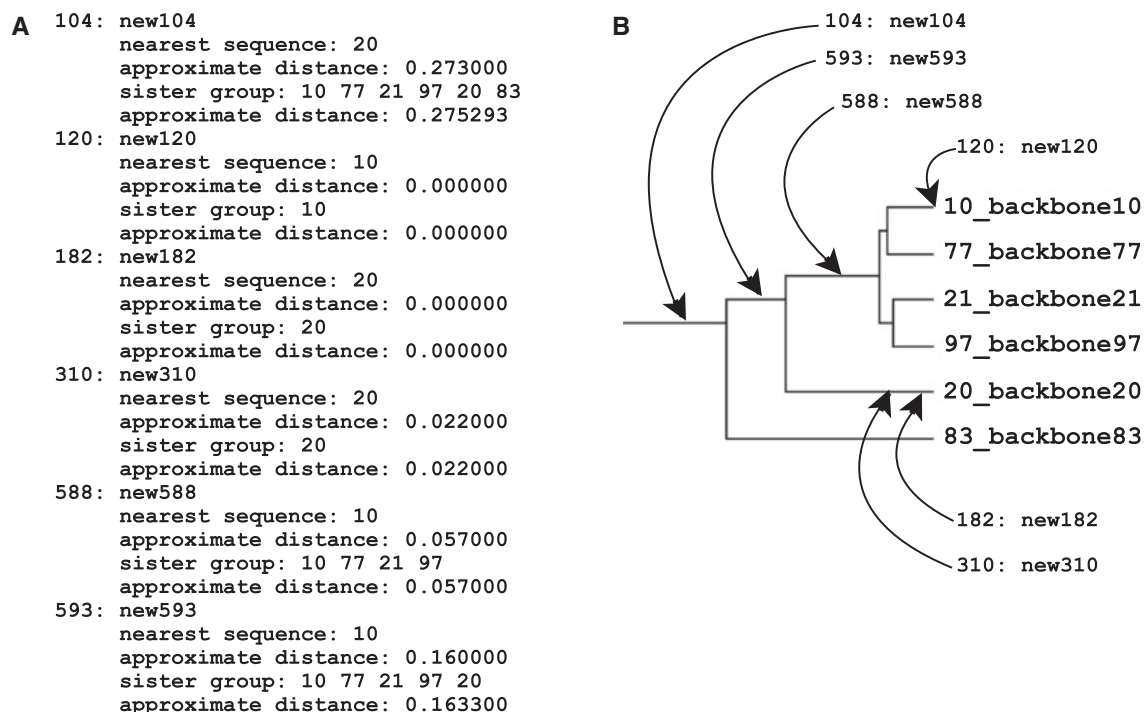 A
104: new104
nearest sequence: 20
approximate distance: 0.273000
sister group: 10 77 21 97 20 83
approximate distance: 0.275293
120: new120
nearest sequence: 10
approximate distance: 0.000000
sister group: 10
approximate distance: 0.000000
182: new182
nearest sequence: 20
approximate distance: 0.000000
sister group: 20
approximate distance: 0.000000
310: new310
nearest sequence: 20
approximate distance: 0.022000
sister group: 20
approximate distance: 0.022000
588: new588
nearest sequence: 10
approximate distance: 0.057000
sister group: 10 77 21 97
approximate distance: 0.057000
593: new593
nearest sequence: 10
approximate distance: 0.160000
sister group: 10 77 21 97 20
approximate distance: 0.163300
B
104: new104
593: new593
588: new588
120: new120
10_backbone10
77_backbone77
21_backbone21
97_backbone97
20_backbone20
83_backbone83
182: new182
310: new310